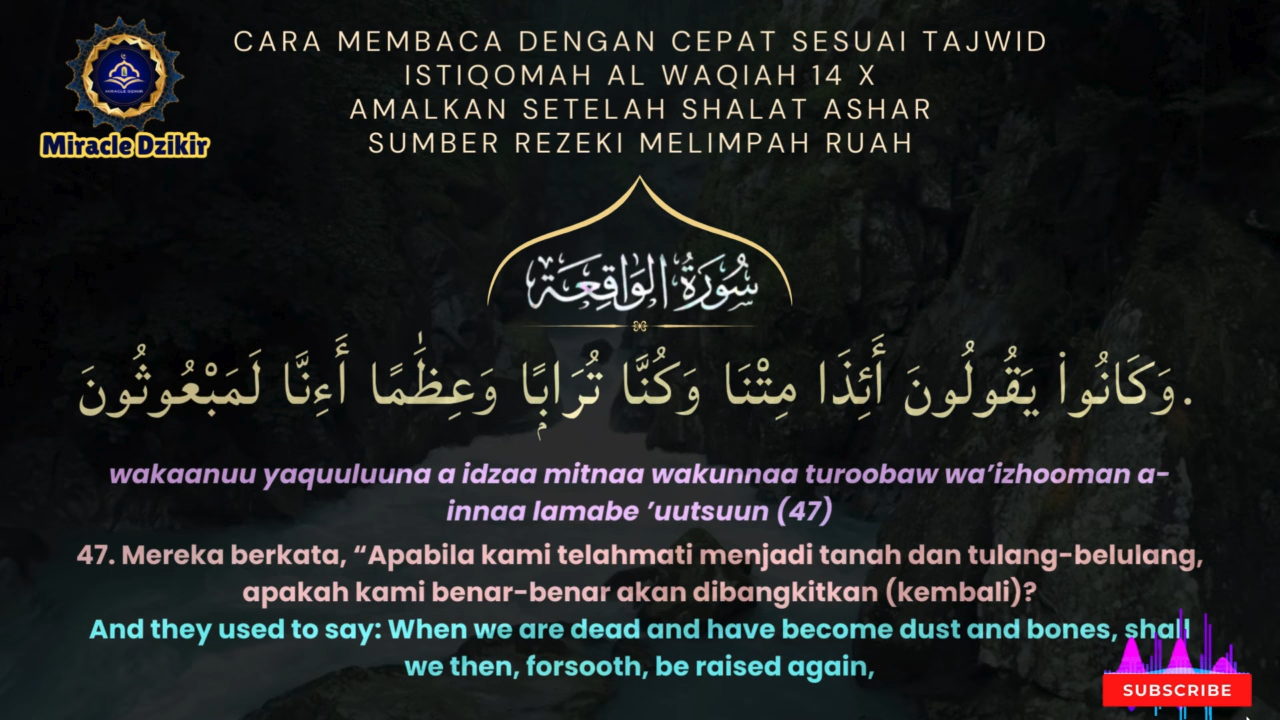 CARA MEMBACA DENGAN CEPAT SESUAI TAJWID
ISTIQOMAH AL WAQIAH 14 X
AMALKAN SETELAH SHALAT ASHAR
SUMBER REZEKI MELIMPAH RUAH
MIRACLE DZIKIR
Miracle Dzikir
سُورَةُ الوَاقِعَة
.وَكَانُوا۟ يَقُولُونَ أَئِذَا مِتْنَا وَكُنَّا تُرَابًۭا وَعِظَٰمًا أَءِنَّا لَمَبْعُوثُونَ
wakaanuu yaquuluuna a idzaa mitnaa wakunnaa turoobaw wa’izhooman a-
innaa lamabe ’uutsuun (47)
47. Mereka berkata, “Apabila kami telahmati menjadi tanah dan tulang-belulang,
apakah kami benar-benar akan dibangkitkan (kembali)?
And they used to say: When we are dead and have become dust and bones, shall
we then, forsooth, be raised again,
SUBSCRIBE